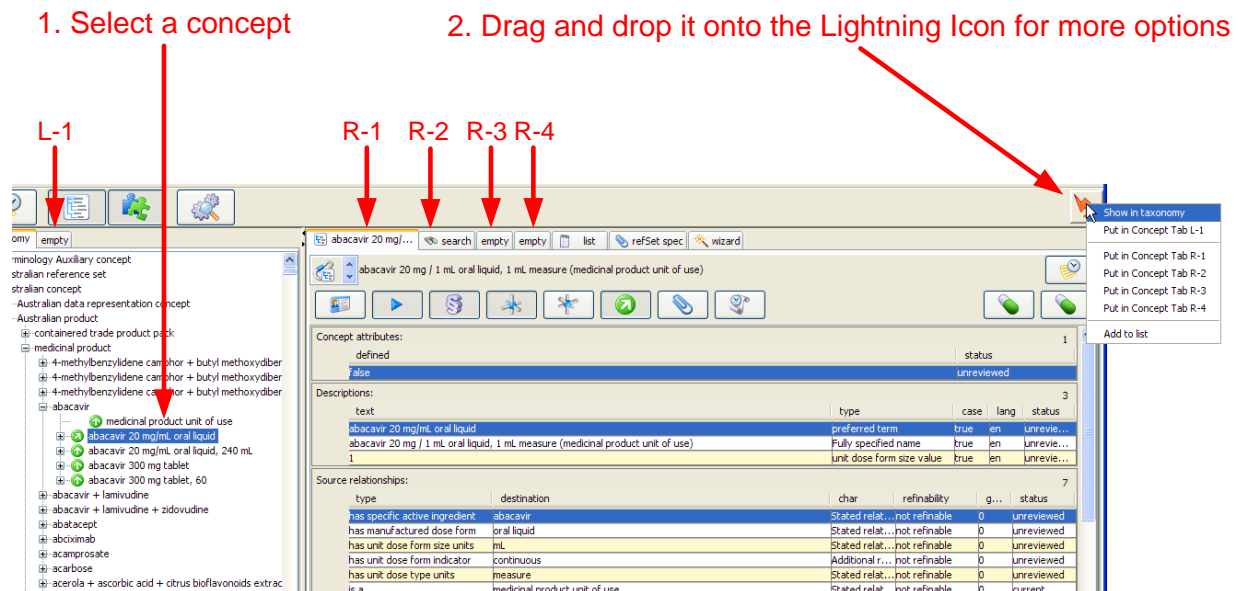 1. Select a concept
2. Drag and drop it onto the Lightning Icon for more options
L-1
R-1
R-2
R-3
R-4
omy
empty
abacavir 20 mg/...
search
empty
empty
list
refSet spec
wizard
Show in taxonomy
Put in Concept Tab L-1
Put in Concept Tab R-1
Put in Concept Tab R-2
Put in Concept Tab R-3
Put in Concept Tab R-4
Add to list
rminology Auxiliary concept
stralian reference set
stralian concept
Australian data representation concept
Australian product
containered trade product pack
medicinal product
4-methylbenzylidene camphor + butyl methoxydiber
4-methylbenzylidene camphor + butyl methoxydiber
4-methylbenzylidene camphor + butyl methoxydiber
abacavir
medicinal product unit of use
abacavir 20 mg/mL oral liquid
abacavir 20 mg/mL oral liquid, 240 mL
abacavir 300 mg tablet
abacavir 300 mg tablet, 60
abacavir + lamivudine
abacavir + lamivudine + zidovudine
abatacept
abciximab
acamprosate
acarbose
acerola + ascorbic acid + citrus bioflavonoids extrac
abacavir 20 mg / 1 mL oral liquid, 1 mL measure (medicinal product unit of use)
Concept attributes: 1
defined status
false unreviewed
Descriptions: 3
text type case lang status
abacavir 20 mg/mL oral liquid preferred term true en unrevie...
abacavir 20 mg / 1 mL oral liquid, 1 mL measure (medicinal product unit of use) Fully specified name true en unrevie...
1 unit dose form size value true en unrevie...
Source relationships: 7
type destination char refinability g... status
has specific active ingredient abacavir Stated relat... not refinable 0 unreviewed
has manufactured dose form oral liquid Stated relat... not refinable 0 unreviewed
has unit dose form size units mL Stated relat... not refinable 0 unreviewed
has unit dose form indicator continuous Additional r... not refinable 0 unreviewed
has unit dose type units measure Stated relat... not refinable 0 unreviewed
is a medicinal product unit of use Stated relat... not refinable 0 current